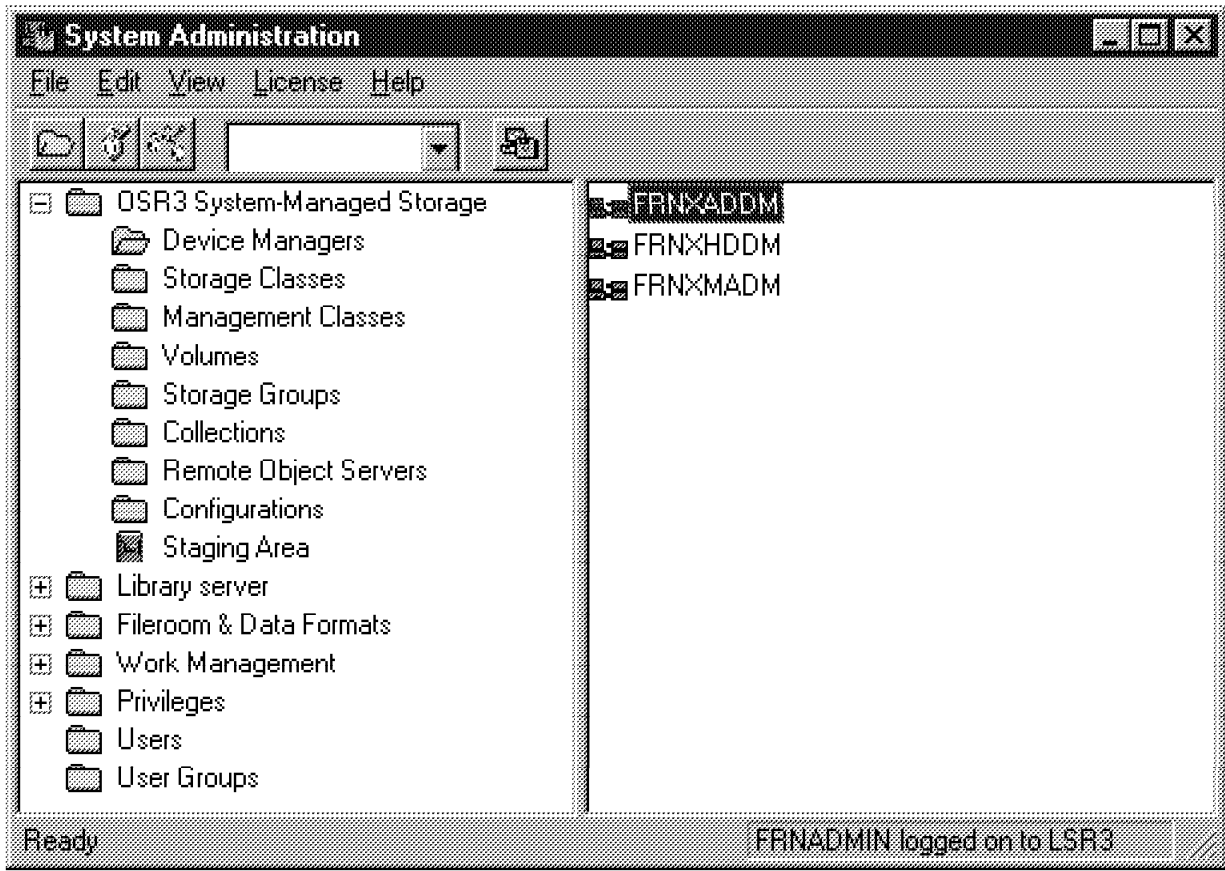 System Administration
File Edit View License Help
OSR3 System-Managed Storage
Device Managers
Storage Classes
Management Classes
Volumes
Storage Groups
Collections
Remote Object Servers
Configurations
Staging Area
Library server
Fileroom & Data Formats
Work Management
Privileges
Users
User Groups
FRNXADDM
FRNXHDDM
FRNXMADM
Ready
FRNADMIN logged on to LSR3